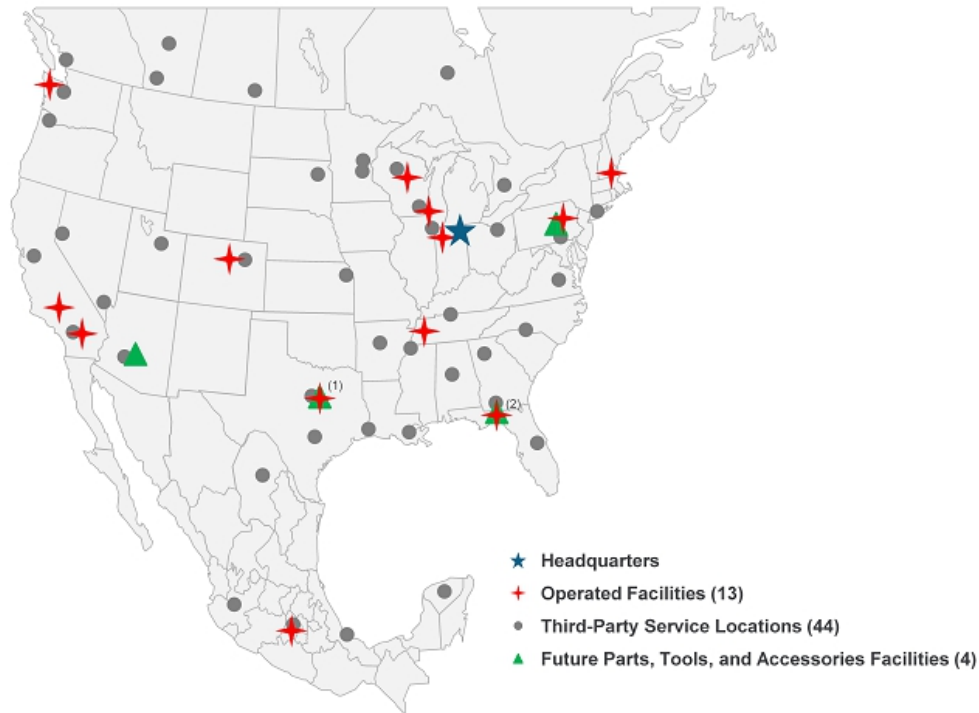 (1)
(2)
Headquarters
Operated Facilities (13)
Third-Party Service Locations (44)
Future Parts, Tools, and Accessories Facilities (4)